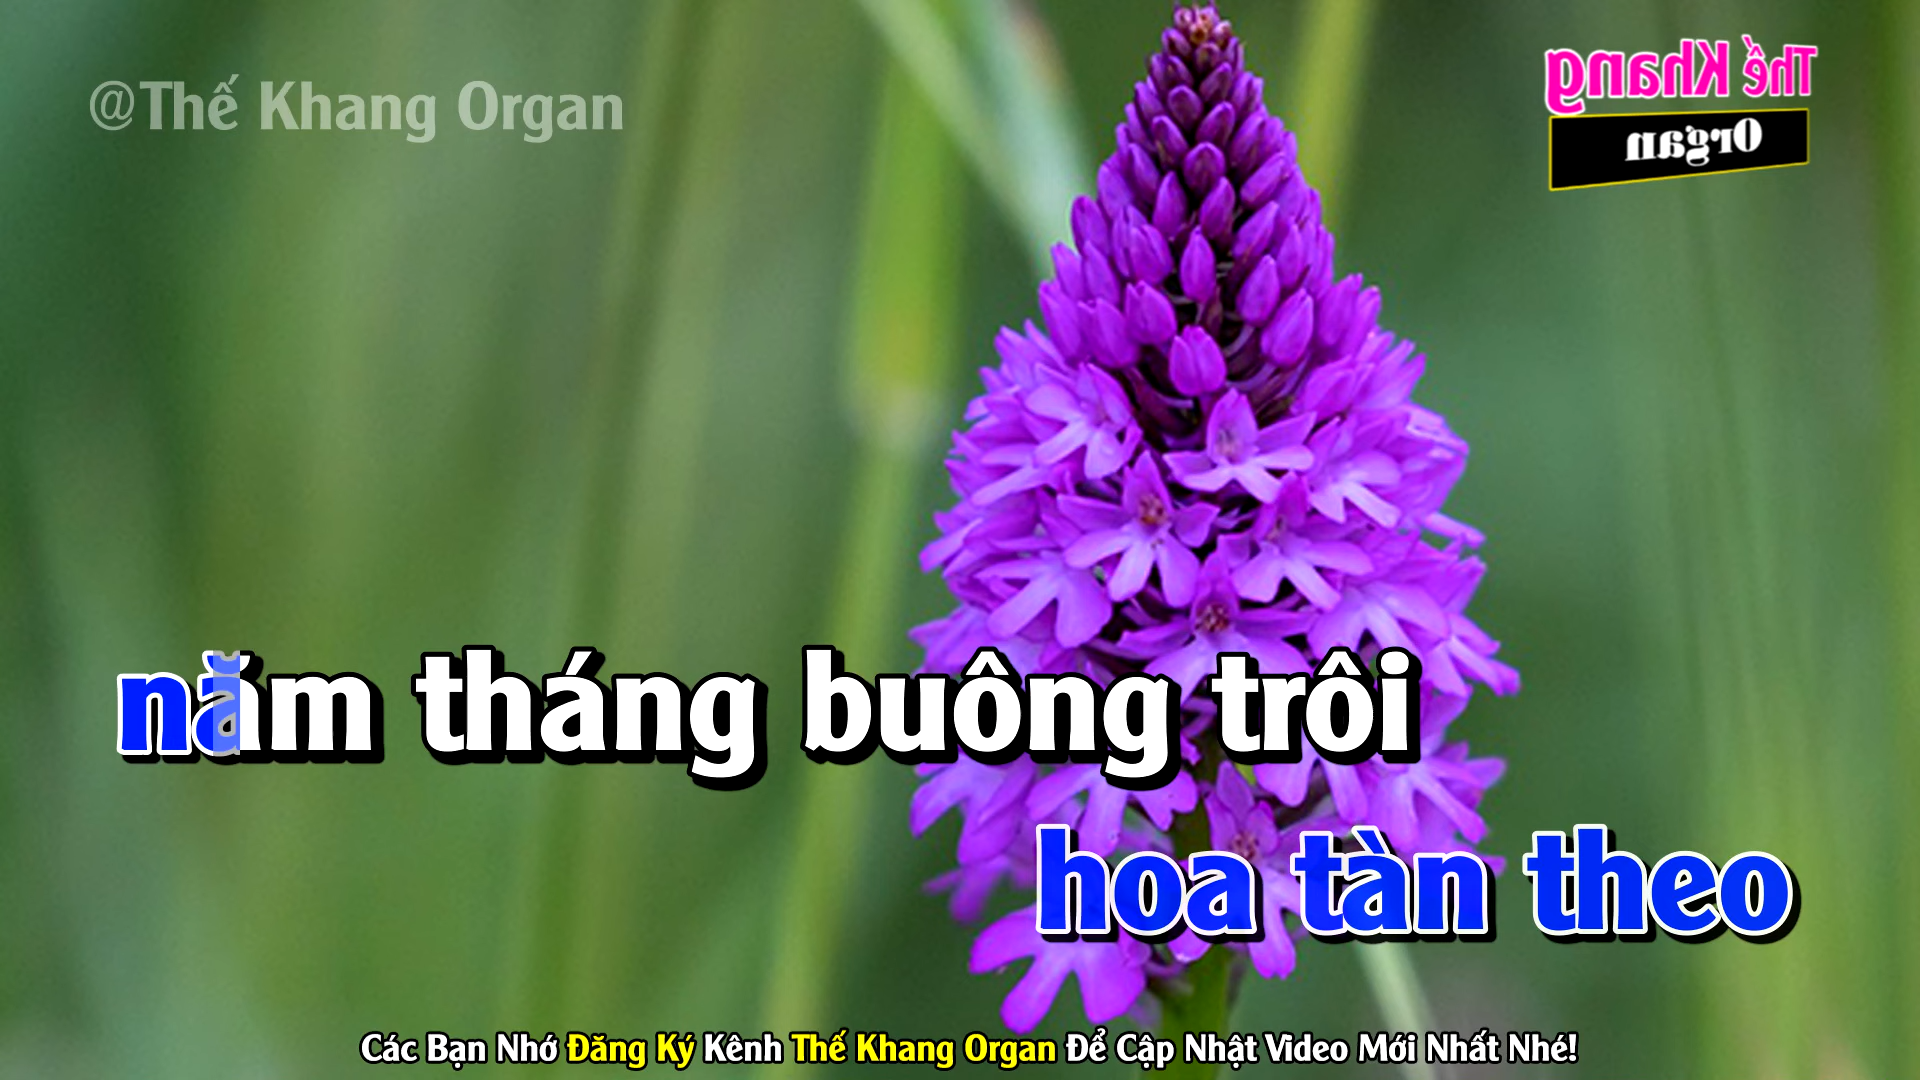 @Thế Khang Organ
Thế Khang
Organ
năm tháng buông trôi
hoa tàn theo
Các Bạn Nhớ Đăng Ký Kênh Thế Khang Organ Để Cập Nhật Video Mới Nhất Nhé!